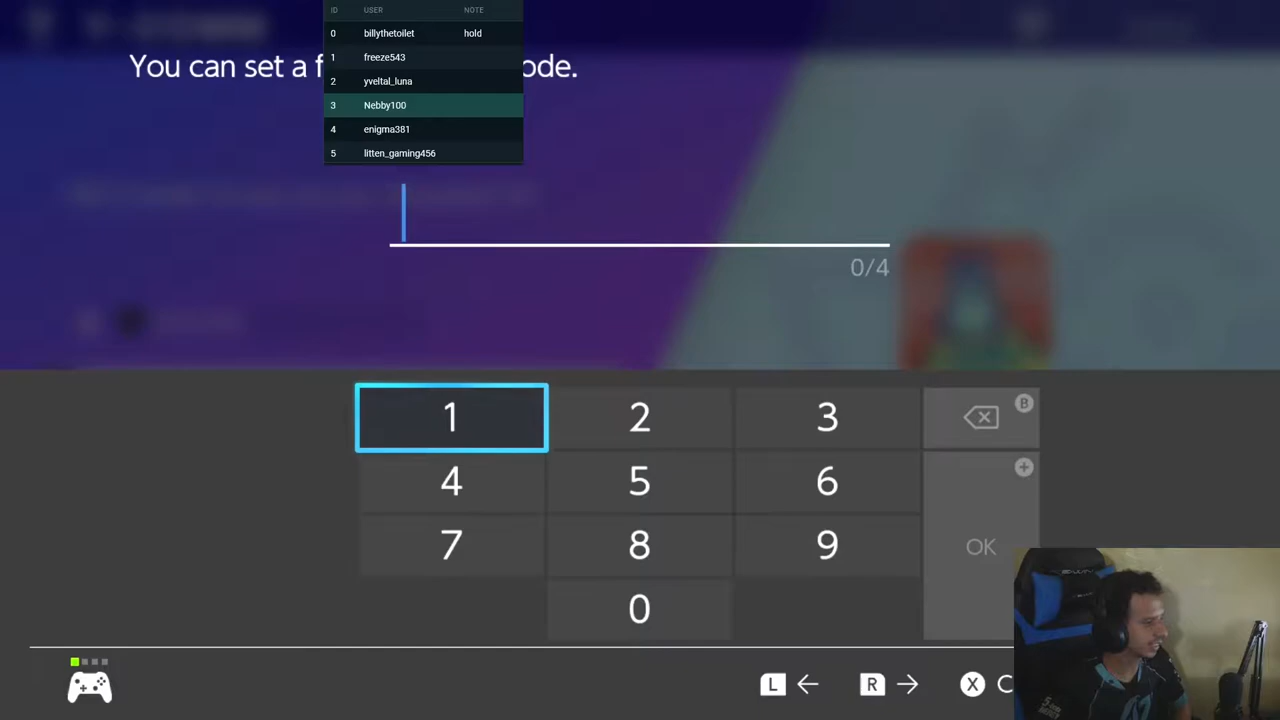 ID USER NOTE
0 billythetoilet hold
1 freeze543
2 yveltal_luna
3 Nebby100
4 enigma381
5 litten_gaming456
You can set a f ode.
0/4
1 2 3 B
4 5 6 +
7 8 9 OK
0
L ← R → X